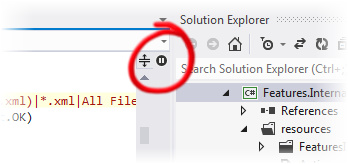 Solution Explorer
Search Solution Explorer (Ctrl+;
xml)|*.xml|All File
.OK)
C# Features.Interna
References
resources
Features